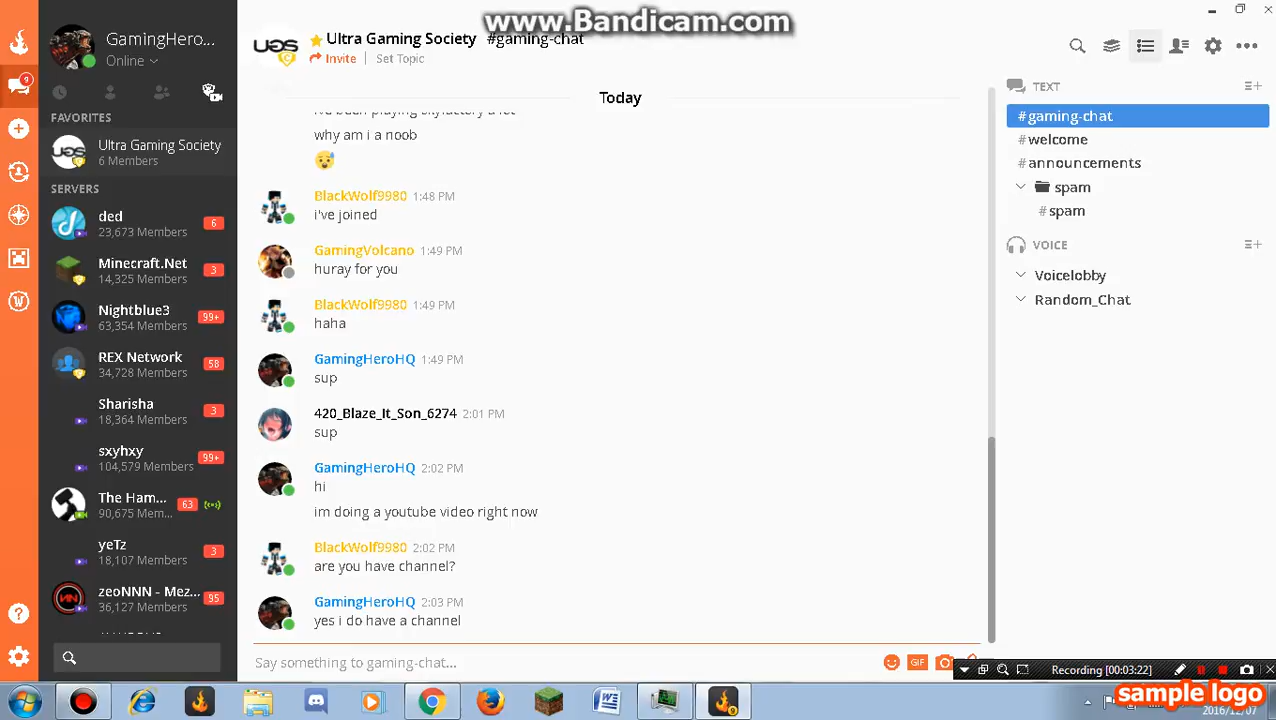 www.Bandicam.com
GamingHero...
Online
9
FAVORITES
Ultra Gaming Society
6 Members
SERVERS
ded
23,673 Members
6
Minecraft.Net
14,325 Members
3
Nightblue3
63,354 Members
99+
REX Network
34,728 Members
58
Sharisha
18,364 Members
3
sxyhxy
104,579 Members
99+
The Ham...
90,675 Mem...
63
yeTz
18,107 Members
3
zeoNNN - Mez...
36,127 Members
95
UGS
Ultra Gaming Society #gaming-chat
Invite | Set Topic
Today
why am i a noob
BlackWolf9980 1:48 PM
i've joined
GamingVolcano 1:49 PM
huray for you
BlackWolf9980 1:49 PM
haha
GamingHeroHQ 1:49 PM
sup
420_Blaze_It_Son_6274 2:01 PM
sup
GamingHeroHQ 2:02 PM
hi
im doing a youtube video right now
BlackWolf9980 2:02 PM
are you have channel?
GamingHeroHQ 2:03 PM
yes i do have a channel
Say something to gaming-chat...
GIF
TEXT
#gaming-chat
#welcome
#announcements
spam
#spam
VOICE
Voicelobby
Random_Chat
Recording [00:03:22]
sample logo
2016/12/07